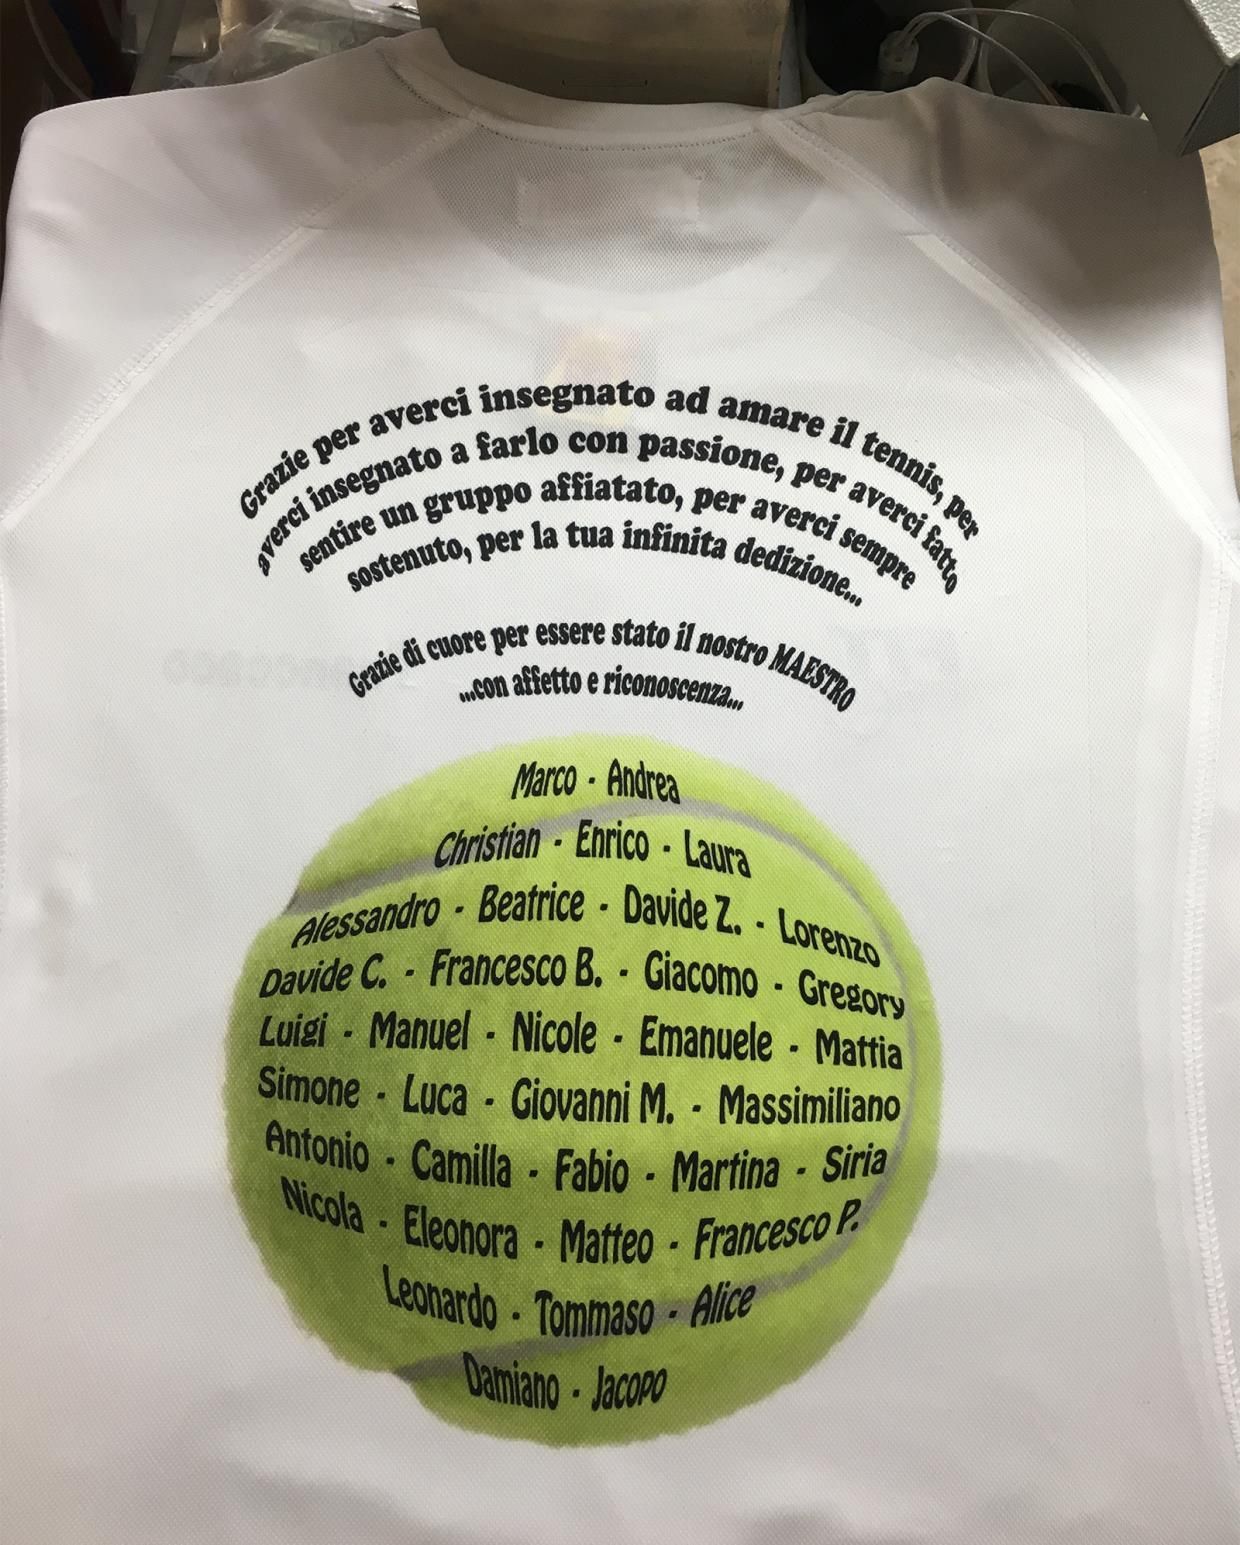 Grazie per averci insegnato ad amare il tennis, per
averci insegnato a farlo con passione, per averci fatto
sentire un gruppo affiatato, per averci sempre
sostenuto, per la tua infinita dedizione...
Grazie di cuore per essere stato il nostro MAESTRO
...con affetto e riconoscenza...
Marco - Andrea
Christian - Enrico - Laura
Alessandro - Beatrice - Davide Z. - Lorenzo
Davide C. - Francesco B. - Giacomo - Gregory
Luigi - Manuel - Nicole - Emanuele - Mattia
Simone - Luca - Giovanni M. - Massimiliano
Antonio - Camilla - Fabio - Martina - Siria
Nicola - Eleonora - Matteo - Francesco P.
Leonardo - Tommaso - Alice
Damiano - Jacopo